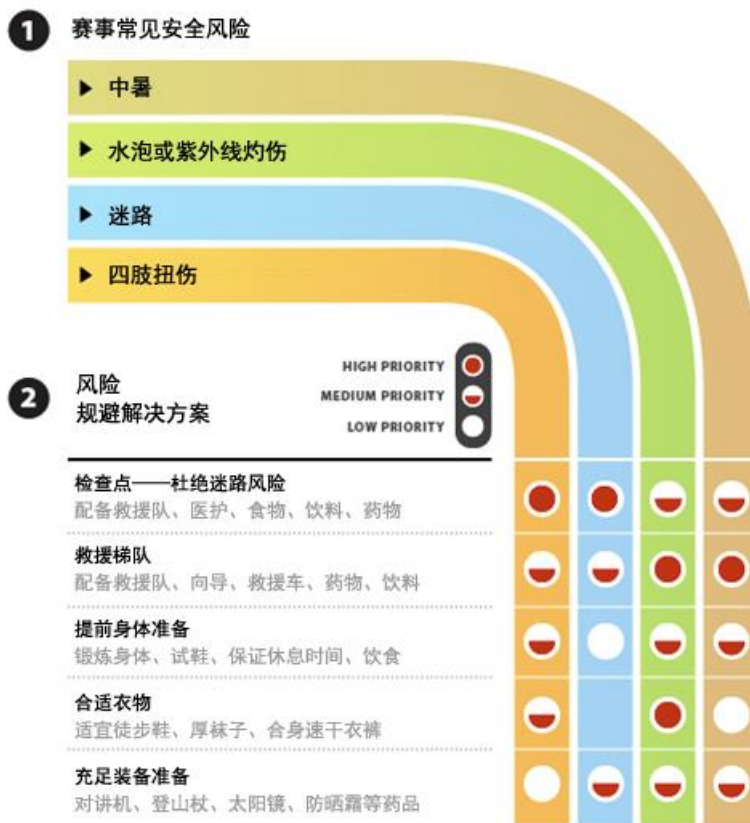 1 赛事常见安全风险
中暑
水泡或紫外线灼伤
迷路
四肢扭伤
2 风险
规避解决方案
HIGH PRIORITY
MEDIUM PRIORITY
LOW PRIORITY
检查点——杜绝迷路风险
配备救援队、医护、食物、饮料、药物
救援梯队
配备救援队、向导、救援车、药物、饮料
提前身体准备
锻炼身体、试鞋、保证休息时间、饮食
合适衣物
适宜徒步鞋、厚袜子、合身速干衣裤
充足装备准备
对讲机、登山杖、太阳镜、防晒霜等药品